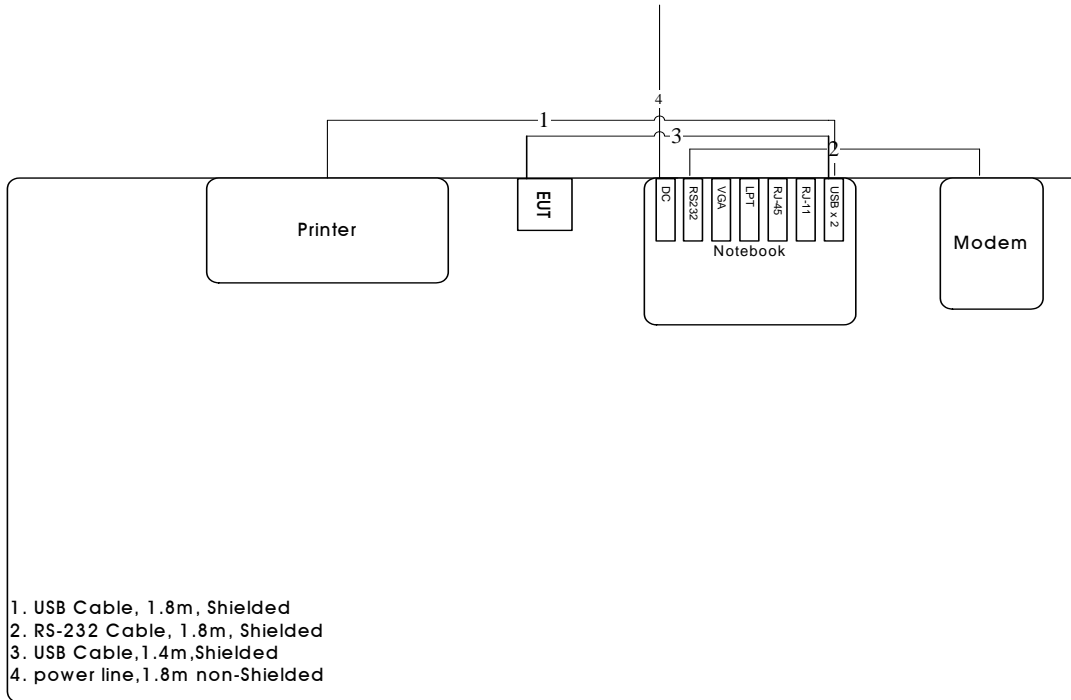 4
1
3
2
Printer
EUT
DC
RS232
VGA
LPT
RJ-45
RJ-11
USB x 2
Notebook
Modem
1. USB Cable, 1.8m, Shielded
2. RS-232 Cable, 1.8m, Shielded
3. USB Cable,1.4m,Shielded
4. power line,1.8m non-Shielded